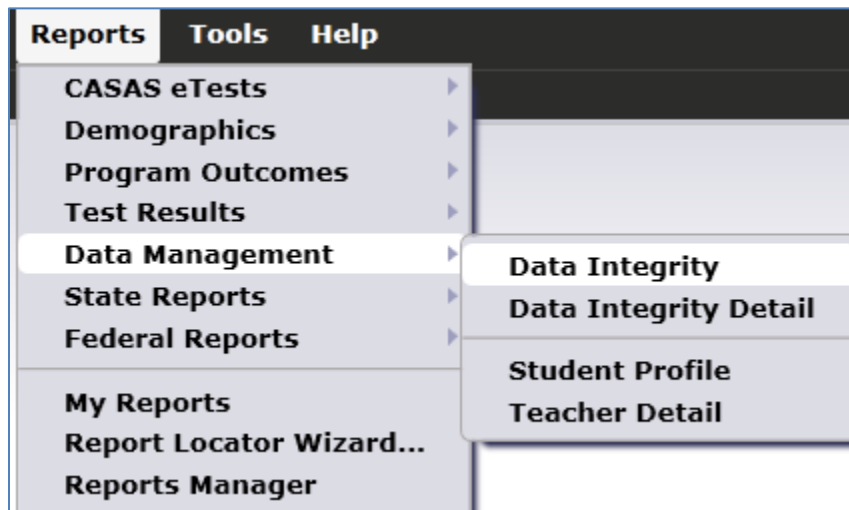 Reports Tools Help
CASAS eTests
Demographics
Program Outcomes
Test Results
Data Management
State Reports
Federal Reports
My Reports
Report Locator Wizard...
Reports Manager
Data Integrity
Data Integrity Detail
Student Profile
Teacher Detail